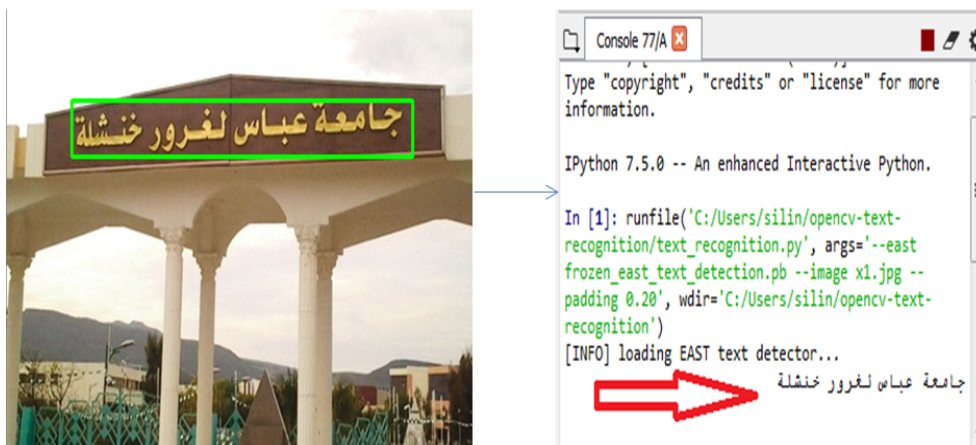 جامعة عباس لغرور خنشلة
Console 77/A
Type "copyright", "credits" or "license" for more
information.
IPython 7.5.0 -- An enhanced Interactive Python.
In [1]: runfile('C:/Users/silin/opencv-text-
recognition/text_recognition.py', args='--east
frozen_east_text_detection.pb --image x1.jpg --
padding 0.20', wdir='C:/Users/silin/opencv-text-
recognition')
[INFO] loading EAST text detector...
جامعة عباس لغرور خنشلة